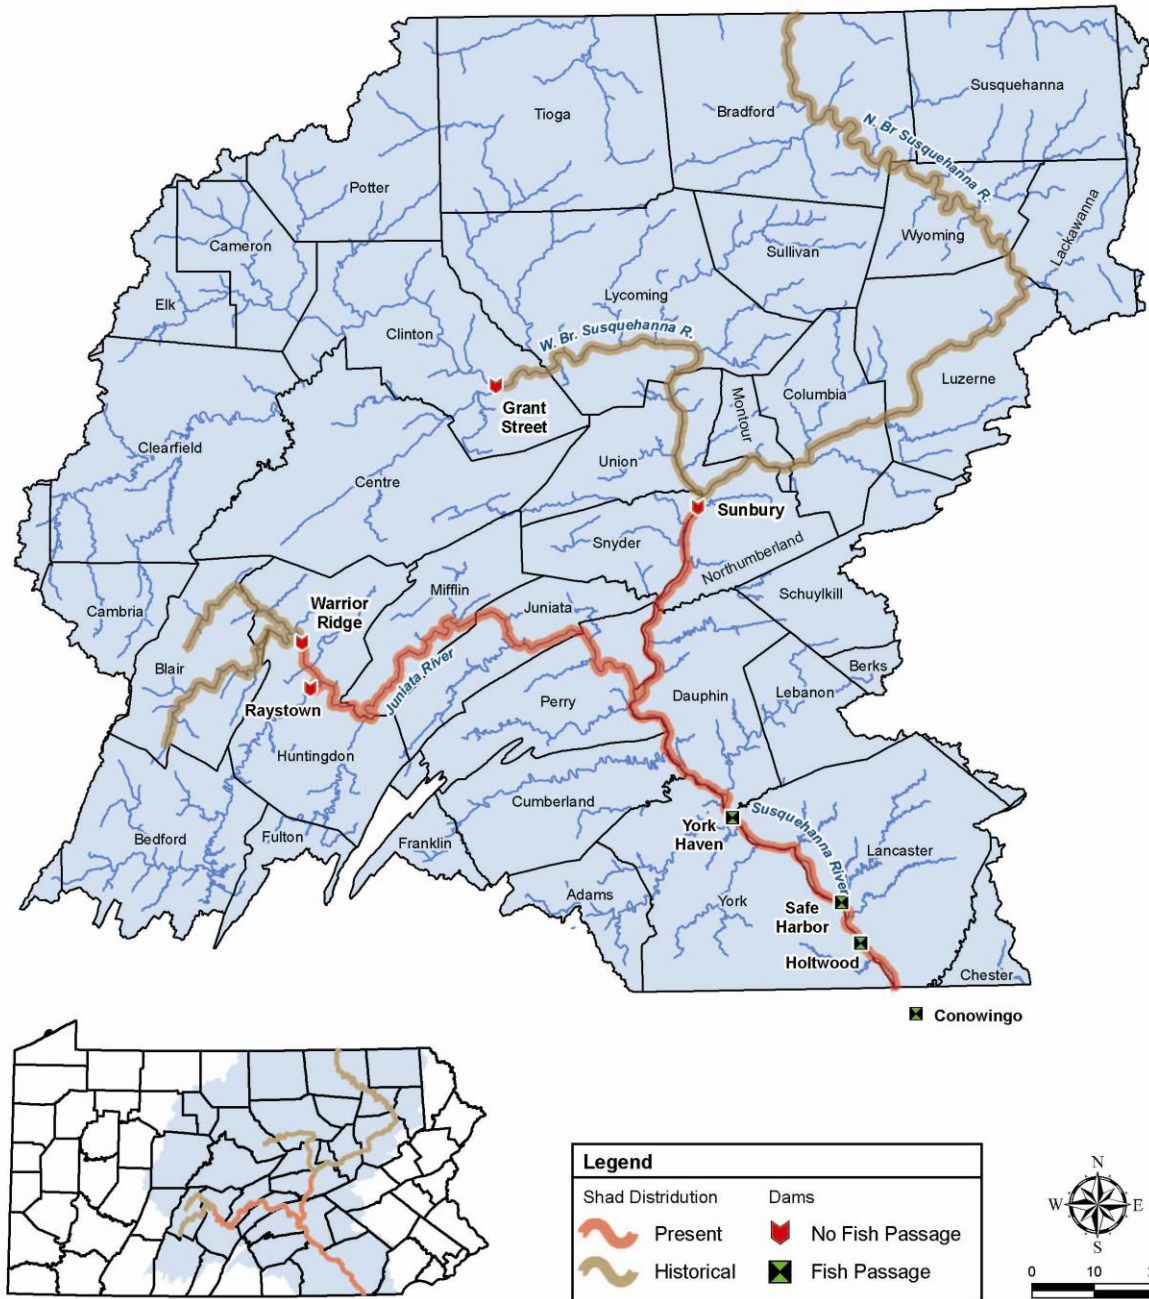 Tioga
Bradford
Susquehanna
N. Br Susquehanna R.
Potter
Cameron
Elk
Sullivan
Wyoming
Lackawanna
Lycoming
Clinton
W. Br. Susquehanna R.
Grant
Street
Luzerne
Columbia
Montour
Clearfield
Centre
Union
Sunbury
Snyder
Northumberland
Cambria
Mifflin
Juniata
Schuylkill
Warrior
Ridge
Blair
Berks
Juniata River
Raystown
Perry
Dauphin
Lebanon
Huntingdon
Cumberland
Bedford
Fulton
Franklin
York
Haven
Susquehanna River
Lancaster
Adams
York
Safe
Harbor
Holtwood
Chester
Conowingo
Legend
Shad Distridution
Dams
Present
No Fish Passage
Historical
Fish Passage
N
W
E
S
0
10